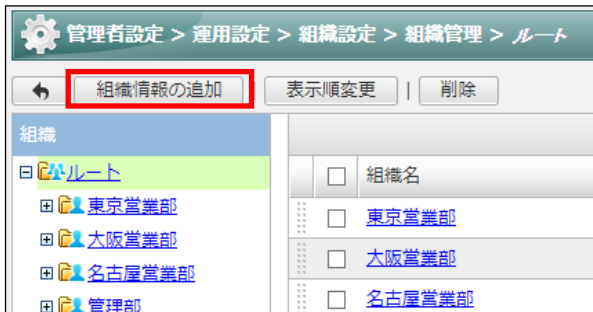 管理者設定 > 運用設定 > 組織設定 > 組織管理 > ルート
組織情報の追加 | 表示順変更 | 削除
組織
ルート
東京営業部
大阪営業部
名古屋営業部
管理部
組織名
東京営業部
大阪営業部
名古屋営業部